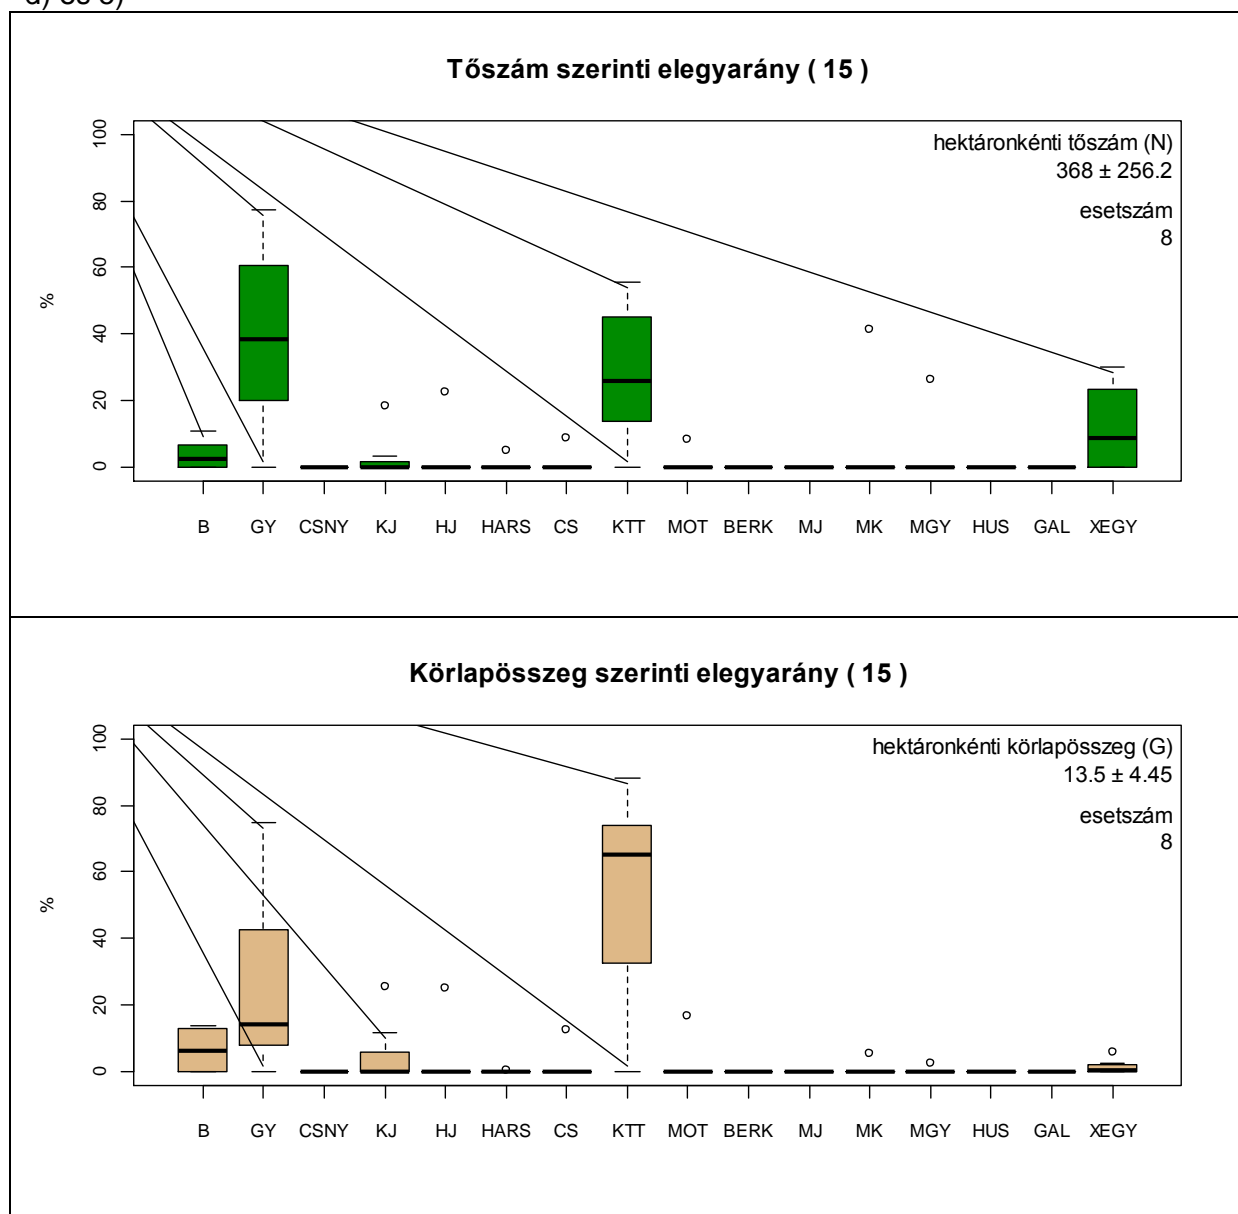 d) és e)
Tőszám szerinti elegyarány ( 15 )
hektáronkénti tőszám (N)
368 ± 256.2
esetszám
8
%
100
80
60
40
20
0
B GY CSNY KJ HJ HARS CS KTT MOT BERK MJ MK MGY HUS GAL XEGY
Körlapösszeg szerinti elegyarány ( 15 )
hektáronkénti körlapösszeg (G)
13.5 ± 4.45
esetszám
8
%
100
80
60
40
20
0
B GY CSNY KJ HJ HARS CS KTT MOT BERK MJ MK MGY HUS GAL XEGY